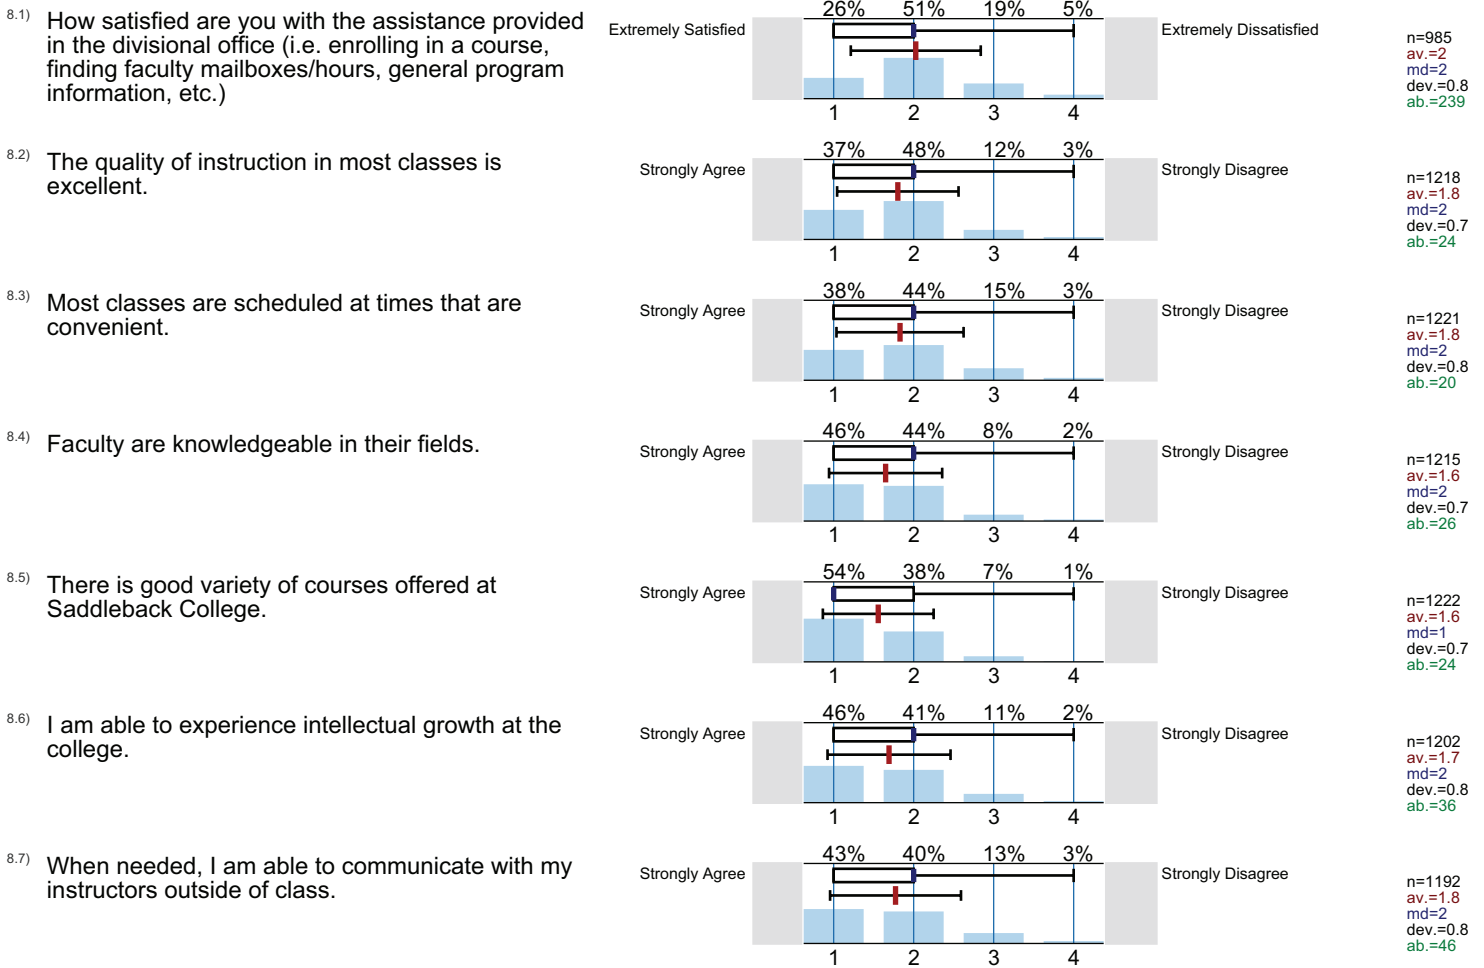 8.1) How satisfied are you with the assistance provided
in the divisional office (i.e. enrolling in a course,
finding faculty mailboxes/hours, general program
information, etc.)
26% 51% 19% 5%
Extremely Satisfied Extremely Dissatisfied
1 2 3 4
n=985
av.=2
md=2
dev.=0.8
ab.=239
8.2) The quality of instruction in most classes is
excellent.
37% 48% 12% 3%
Strongly Agree Strongly Disagree
1 2 3 4
n=1218
av.=1.8
md=2
dev.=0.7
ab.=24
8.3) Most classes are scheduled at times that are
convenient.
38% 44% 15% 3%
Strongly Agree Strongly Disagree
1 2 3 4
n=1221
av.=1.8
md=2
dev.=0.8
ab.=20
8.4) Faculty are knowledgeable in their fields.
46% 44% 8% 2%
Strongly Agree Strongly Disagree
1 2 3 4
n=1215
av.=1.6
md=2
dev.=0.7
ab.=26
8.5) There is good variety of courses offered at
Saddleback College.
54% 38% 7% 1%
Strongly Agree Strongly Disagree
1 2 3 4
n=1222
av.=1.6
md=1
dev.=0.7
ab.=24
8.6) I am able to experience intellectual growth at the
college.
46% 41% 11% 2%
Strongly Agree Strongly Disagree
1 2 3 4
n=1202
av.=1.7
md=2
dev.=0.8
ab.=36
8.7) When needed, I am able to communicate with my
instructors outside of class.
43% 40% 13% 3%
Strongly Agree Strongly Disagree
1 2 3 4
n=1192
av.=1.8
md=2
dev.=0.8
ab.=46